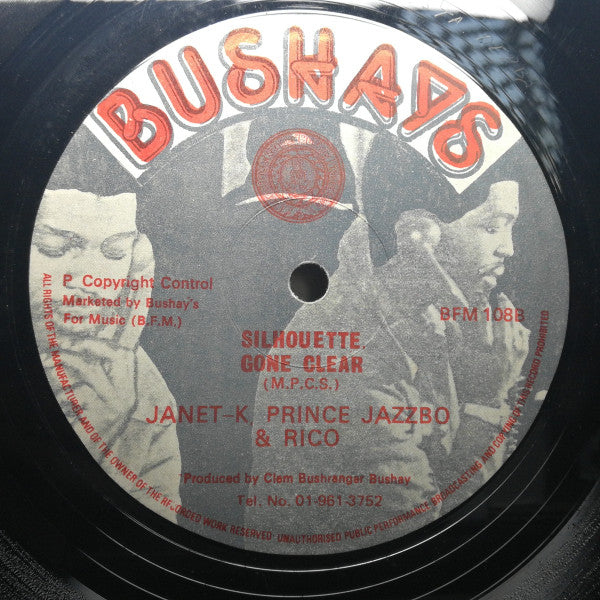 BUSHAYS
P. Copyright Control
Marketed by Bushay's
For Music (B.F.M.)
BFM 108B
SILHOUETTE,
GONE CLEAR
(M.P.C.S.)
JANET-K, PRINCE JAZZBO
& RICO
Produced by Clem Bushranger Bushay
Tel. No. 01-961-3752
ALL RIGHTS OF THE MANUFACTURER AND OF THE OWNER OF THE RECORDED WORK RESERVED· UNAUTHORISED PUBLIC PERFORMANCE BROADCASTING AND COPYING OF THIS RECORD PROHIBITED